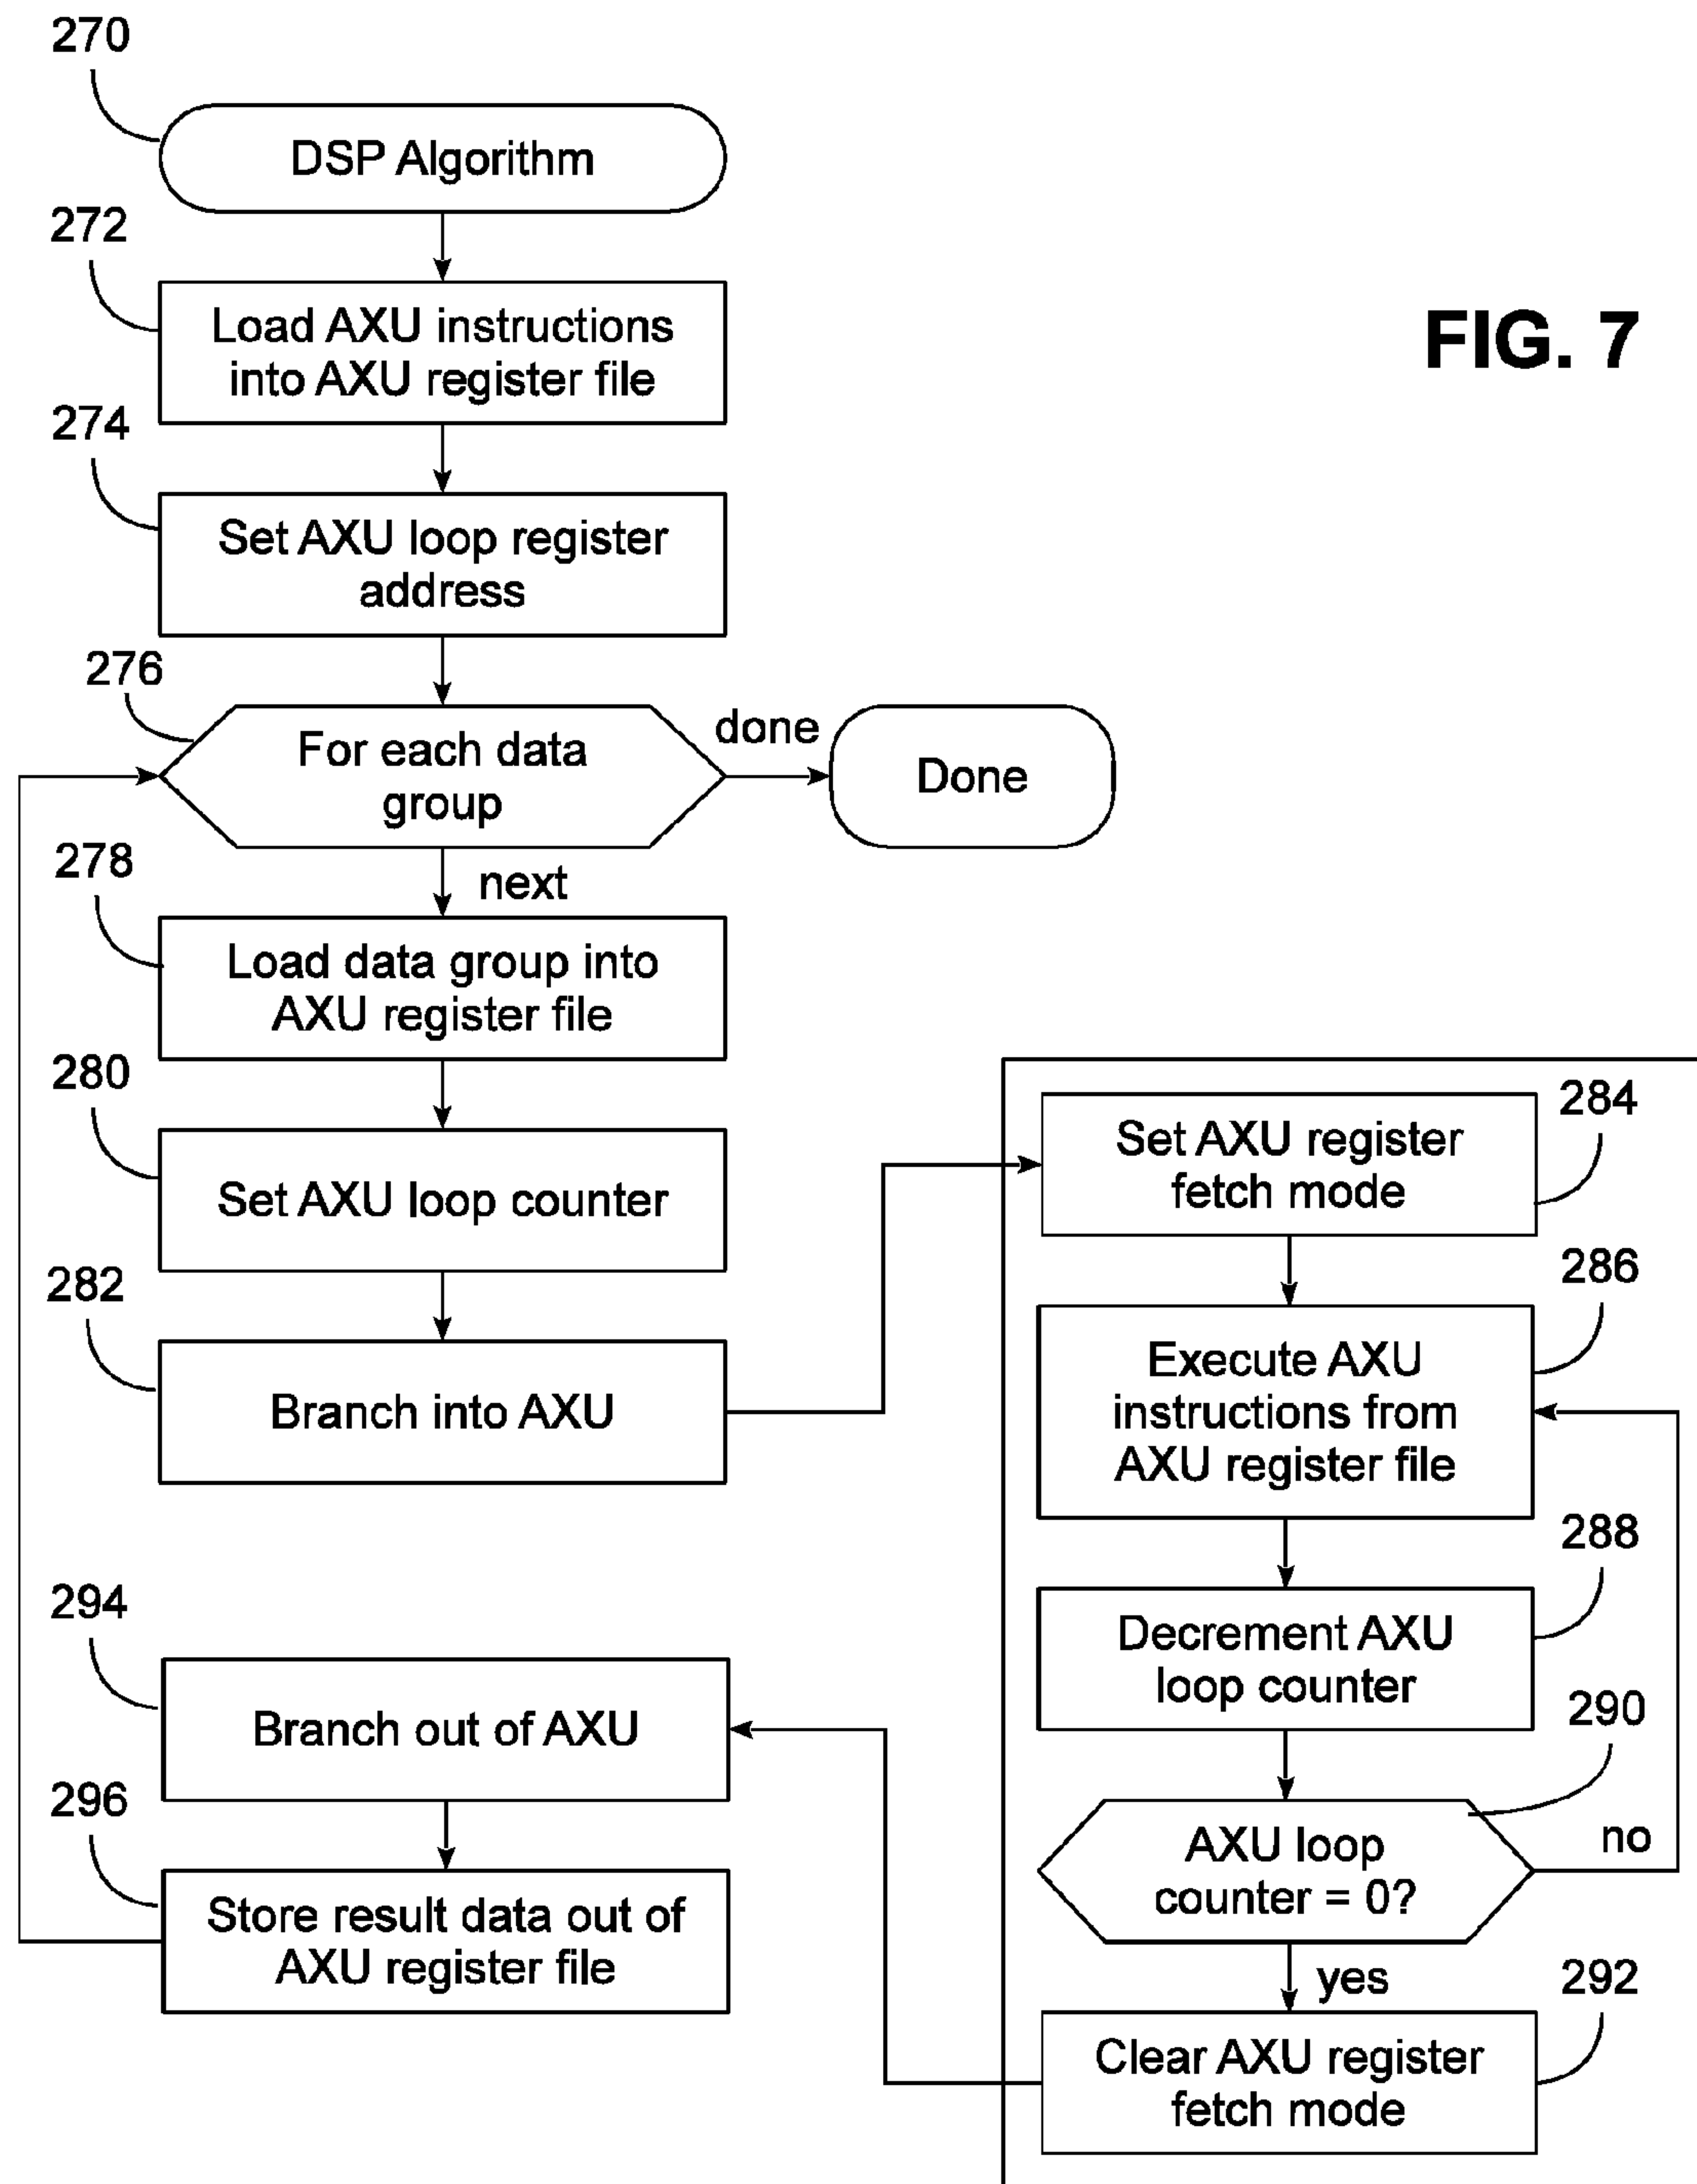 270
DSP Algorithm
272
Load AXU instructions
into AXU register file
FIG. 7
274
Set AXU loop register
address
276
For each data
group
done
Done
next
278
Load data group into
AXU register file
280
Set AXU loop counter
282
Branch into AXU
284
Set AXU register
fetch mode
286
Execute AXU
instructions from
AXU register file
288
Decrement AXU
loop counter
290
AXU loop
counter = 0?
no
yes
292
Clear AXU register
fetch mode
294
Branch out of AXU
296
Store result data out of
AXU register file